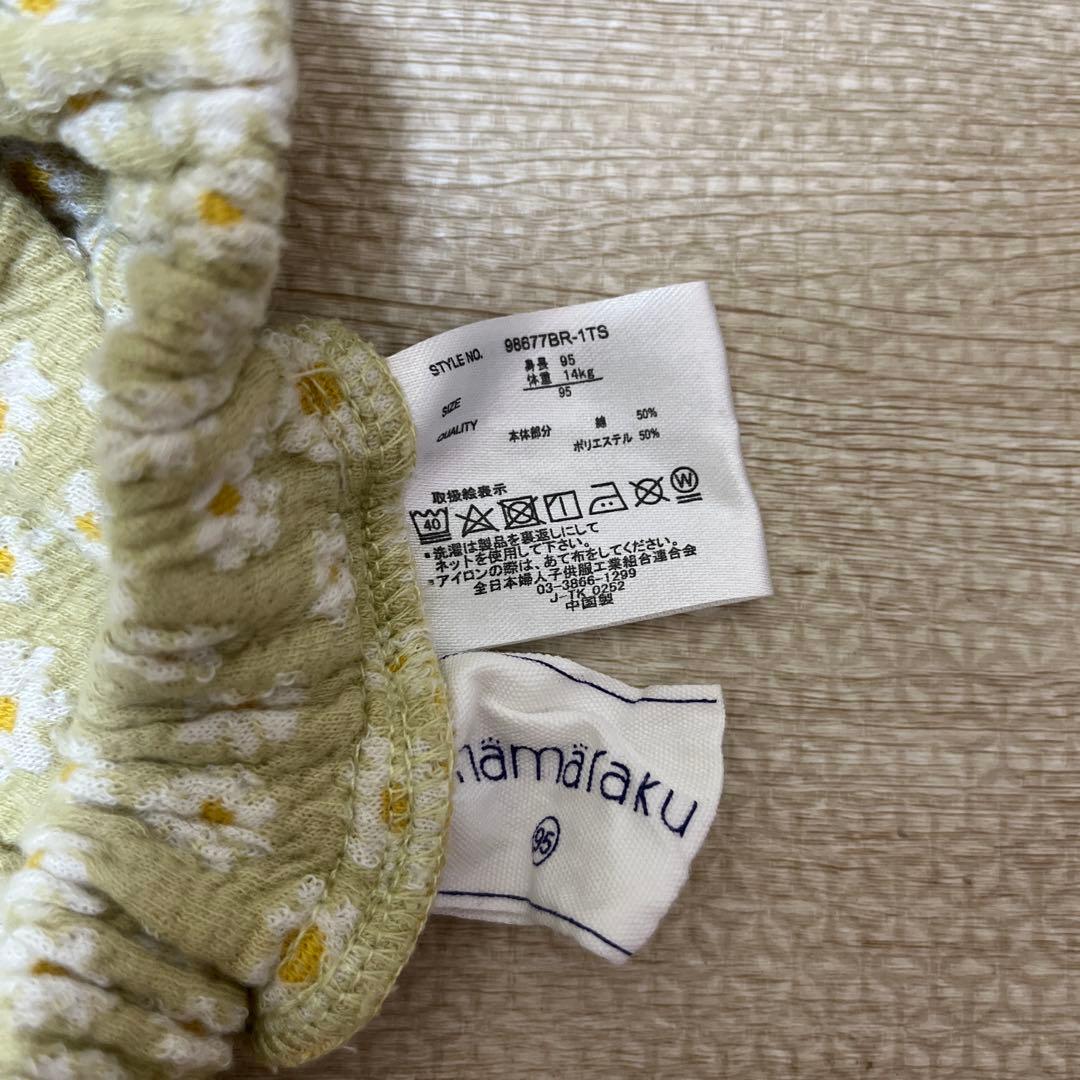 STYLE NO. 98677BR-1TS
身長 95
体重 14kg
SIZE 95
QUALITY 本体部分 綿 50%
ポリエステル 50%
取扱絵表示
40 W
・洗濯は製品を裏返しにして
ネットを使用して下さい。
・アイロンの際は、あて布をしてください。
全日本婦人子供服工業組合連合会
03-3866-1299
J-TK 0252
中国製
mämäraku
95